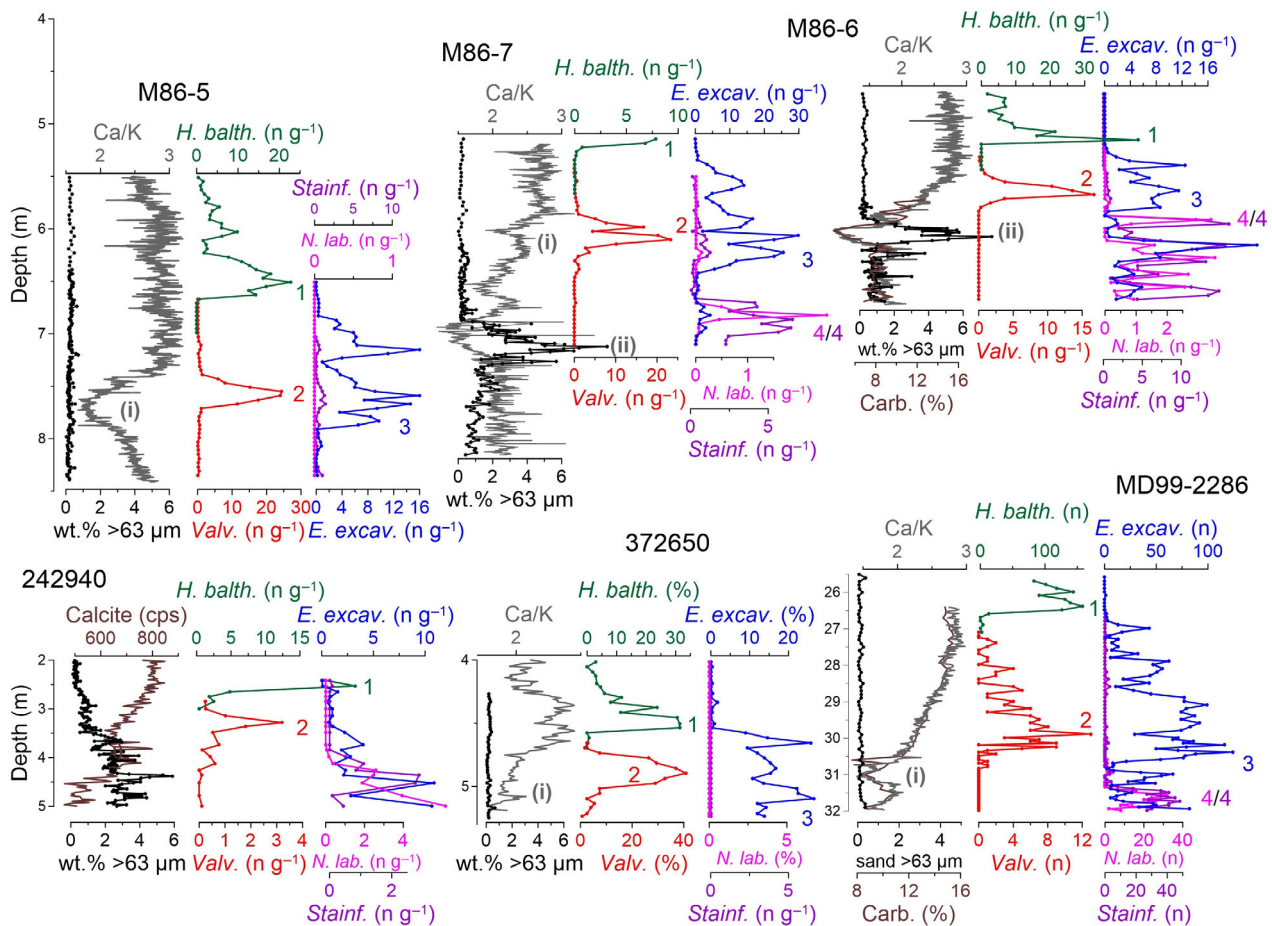 M86-5
Ca/K
2 3
H. balth. (n g⁻¹)
0 10 20
Stainf. (n g⁻¹)
0 5 10
N. lab. (n g⁻¹)
0 1
Depth (m)
4
5
6
7
8
(i)
1
2
3
0 2 4 6
wt.% >63 µm
0 10 20 30
Valv. (n g⁻¹)
0 4 8 12 16
E. excav. (n g⁻¹)
M86-7
Ca/K
2 3
H. balth. (n g⁻¹)
0 5 10
E. excav. (n g⁻¹)
0 10 20 30
(i)
(ii)
1
2
3
4/4
0 2 4 6
wt.% >63 µm
0 10 20
Valv. (n g⁻¹)
0 1
N. lab. (n g⁻¹)
0 5
Stainf. (n g⁻¹)
M86-6
Ca/K
2 3
H. balth. (n g⁻¹)
0 10 20 30
E. excav. (n g⁻¹)
0 4 8 12 16
(ii)
1
2
3
4/4
0 2 4 6
wt.% >63 µm
8 12 16
Carb. (%)
0 5 10 15
Valv. (n g⁻¹)
0 1 2
N. lab. (n g⁻¹)
0 5 10
Stainf. (n g⁻¹)
242940
Calcite (cps)
600 800
H. balth. (n g⁻¹)
0 5 10 15
E. excav. (n g⁻¹)
0 5 10
Depth (m)
2
3
4
5
1
2
0 2 4 6
wt.% >63 µm
0 1 2 3 4
Valv. (n g⁻¹)
0 2 4
N. lab. (n g⁻¹)
0 2
Stainf. (n g⁻¹)
372650
Ca/K
2
H. balth. (%)
0 10 20 30
E. excav. (%)
0 10 20
4
5
(i)
1
2
3
0 2 4 6
wt.% >63 µm
0 10 20 30 40
Valv. (%)
0 5
N. lab. (%)
0 5
Stainf. (n g⁻¹)
MD99-2286
Ca/K
2 3
H. balth. (n)
0 100
E. excav. (n)
0 50 100
26
27
28
29
30
31
32
(i)
1
2
3
4/4
0 2 4
sand >63 µm
8 12 16
Carb. (%)
0 4 8 12
Valv. (n)
0 20 40
N. lab. (n)
0 20 40
Stainf. (n)